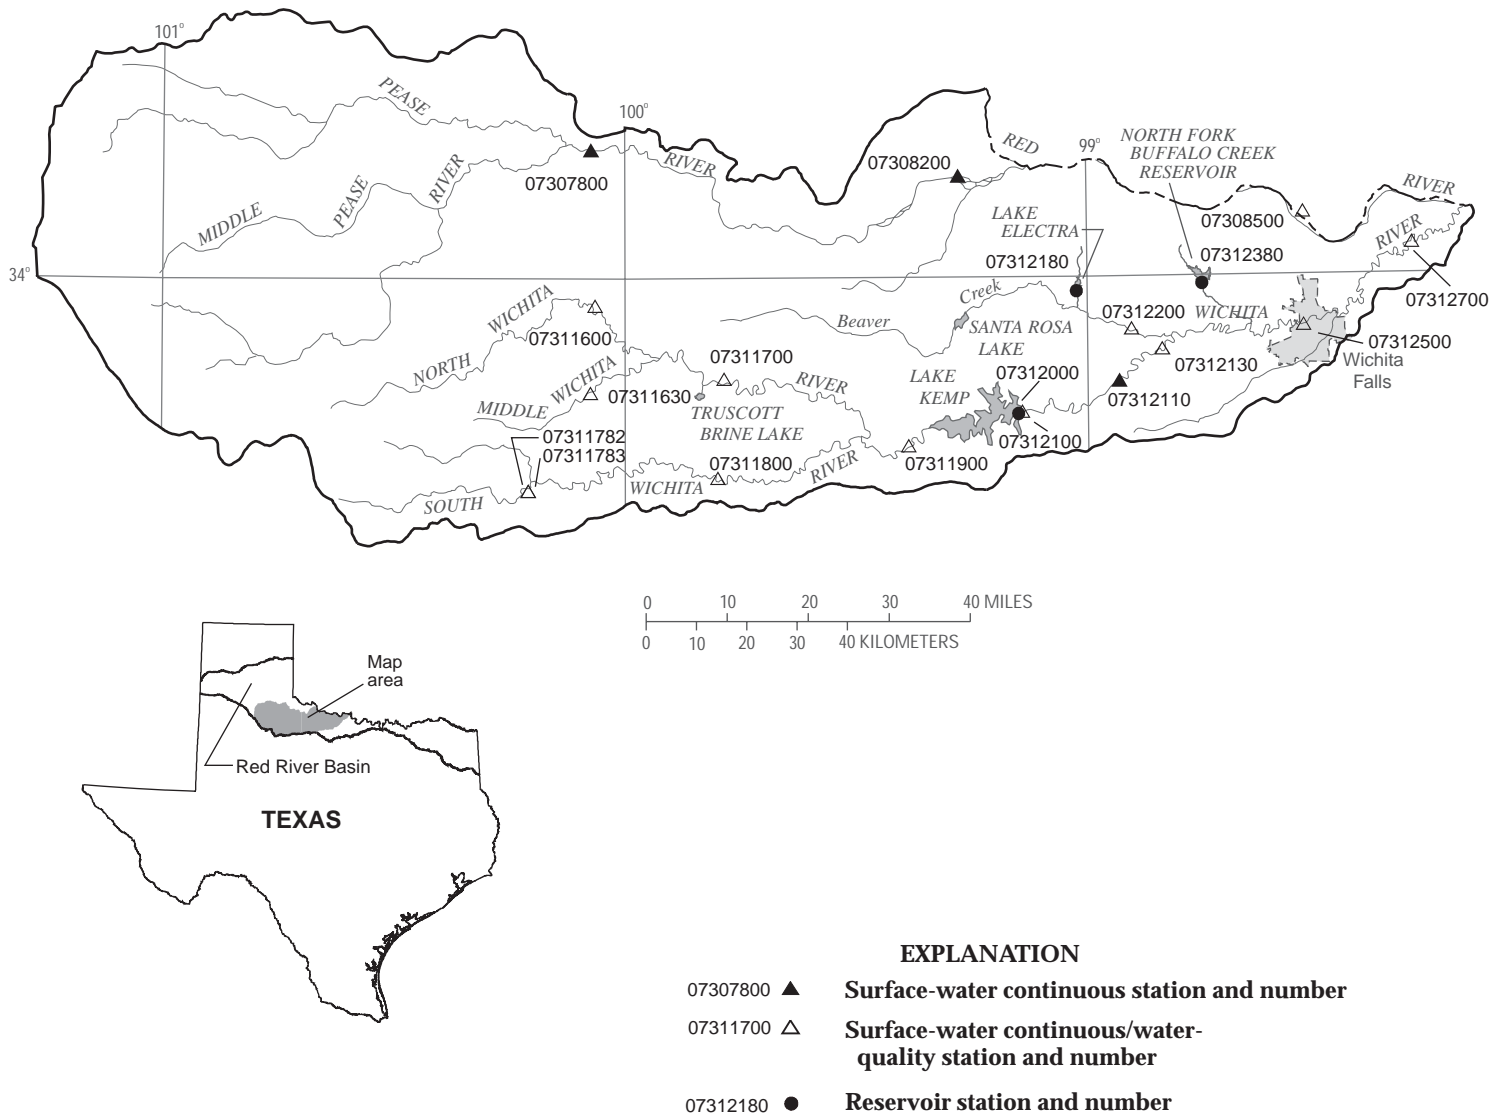 101°
PEASE
100°
RIVER
07307800
MIDDLE
PEASE
RIVER
07308200
RED
99°
NORTH FORK
BUFFALO CREEK
RESERVOIR
07308500
RIVER
RIVER
LAKE
ELECTRA
07312180
07312380
34°
07312700
WICHITA
07311600
NORTH
Creek
Beaver
SANTA ROSA
LAKE
07312200
WICHITA
07312500
Wichita
Falls
07312130
07311700
RIVER
WICHITA
07311630
MIDDLE
TRUSCOTT
BRINE LAKE
LAKE
KEMP
07312000
07312110
07312100
07311782
07311783
07311800
07311900
RIVER
WICHITA
SOUTH
0 10 20 30 40 MILES
0 10 20 30 40 KILOMETERS
Map
area
Red River Basin
TEXAS
EXPLANATION
07307800 Surface-water continuous station and number
07311700 Surface-water continuous/water-
quality station and number
07312180 Reservoir station and number